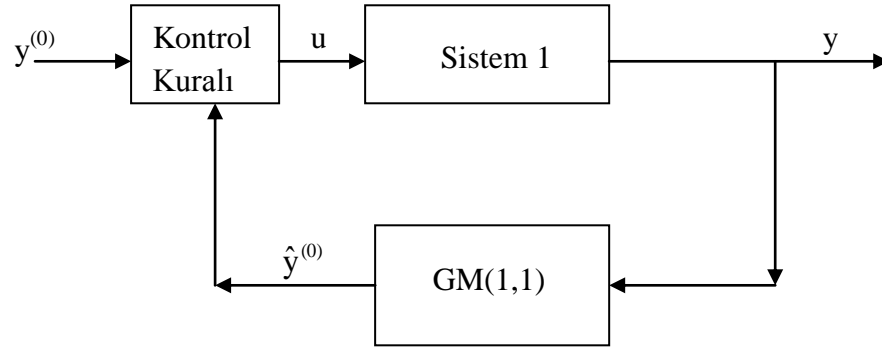 y⁽⁰⁾
Kontrol
Kuralı
u
Sistem 1
y
ŷ⁽⁰⁾
GM(1,1)